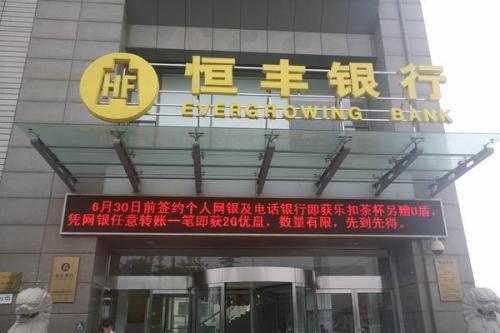 HF
恒丰银行
EVERGROWING BANK
6月30日前签约个人网银及电话银行即获乐扣茶杯另赠U盾,
凭网银任意转账一笔即获2G优盘,数量有限,先到先得。